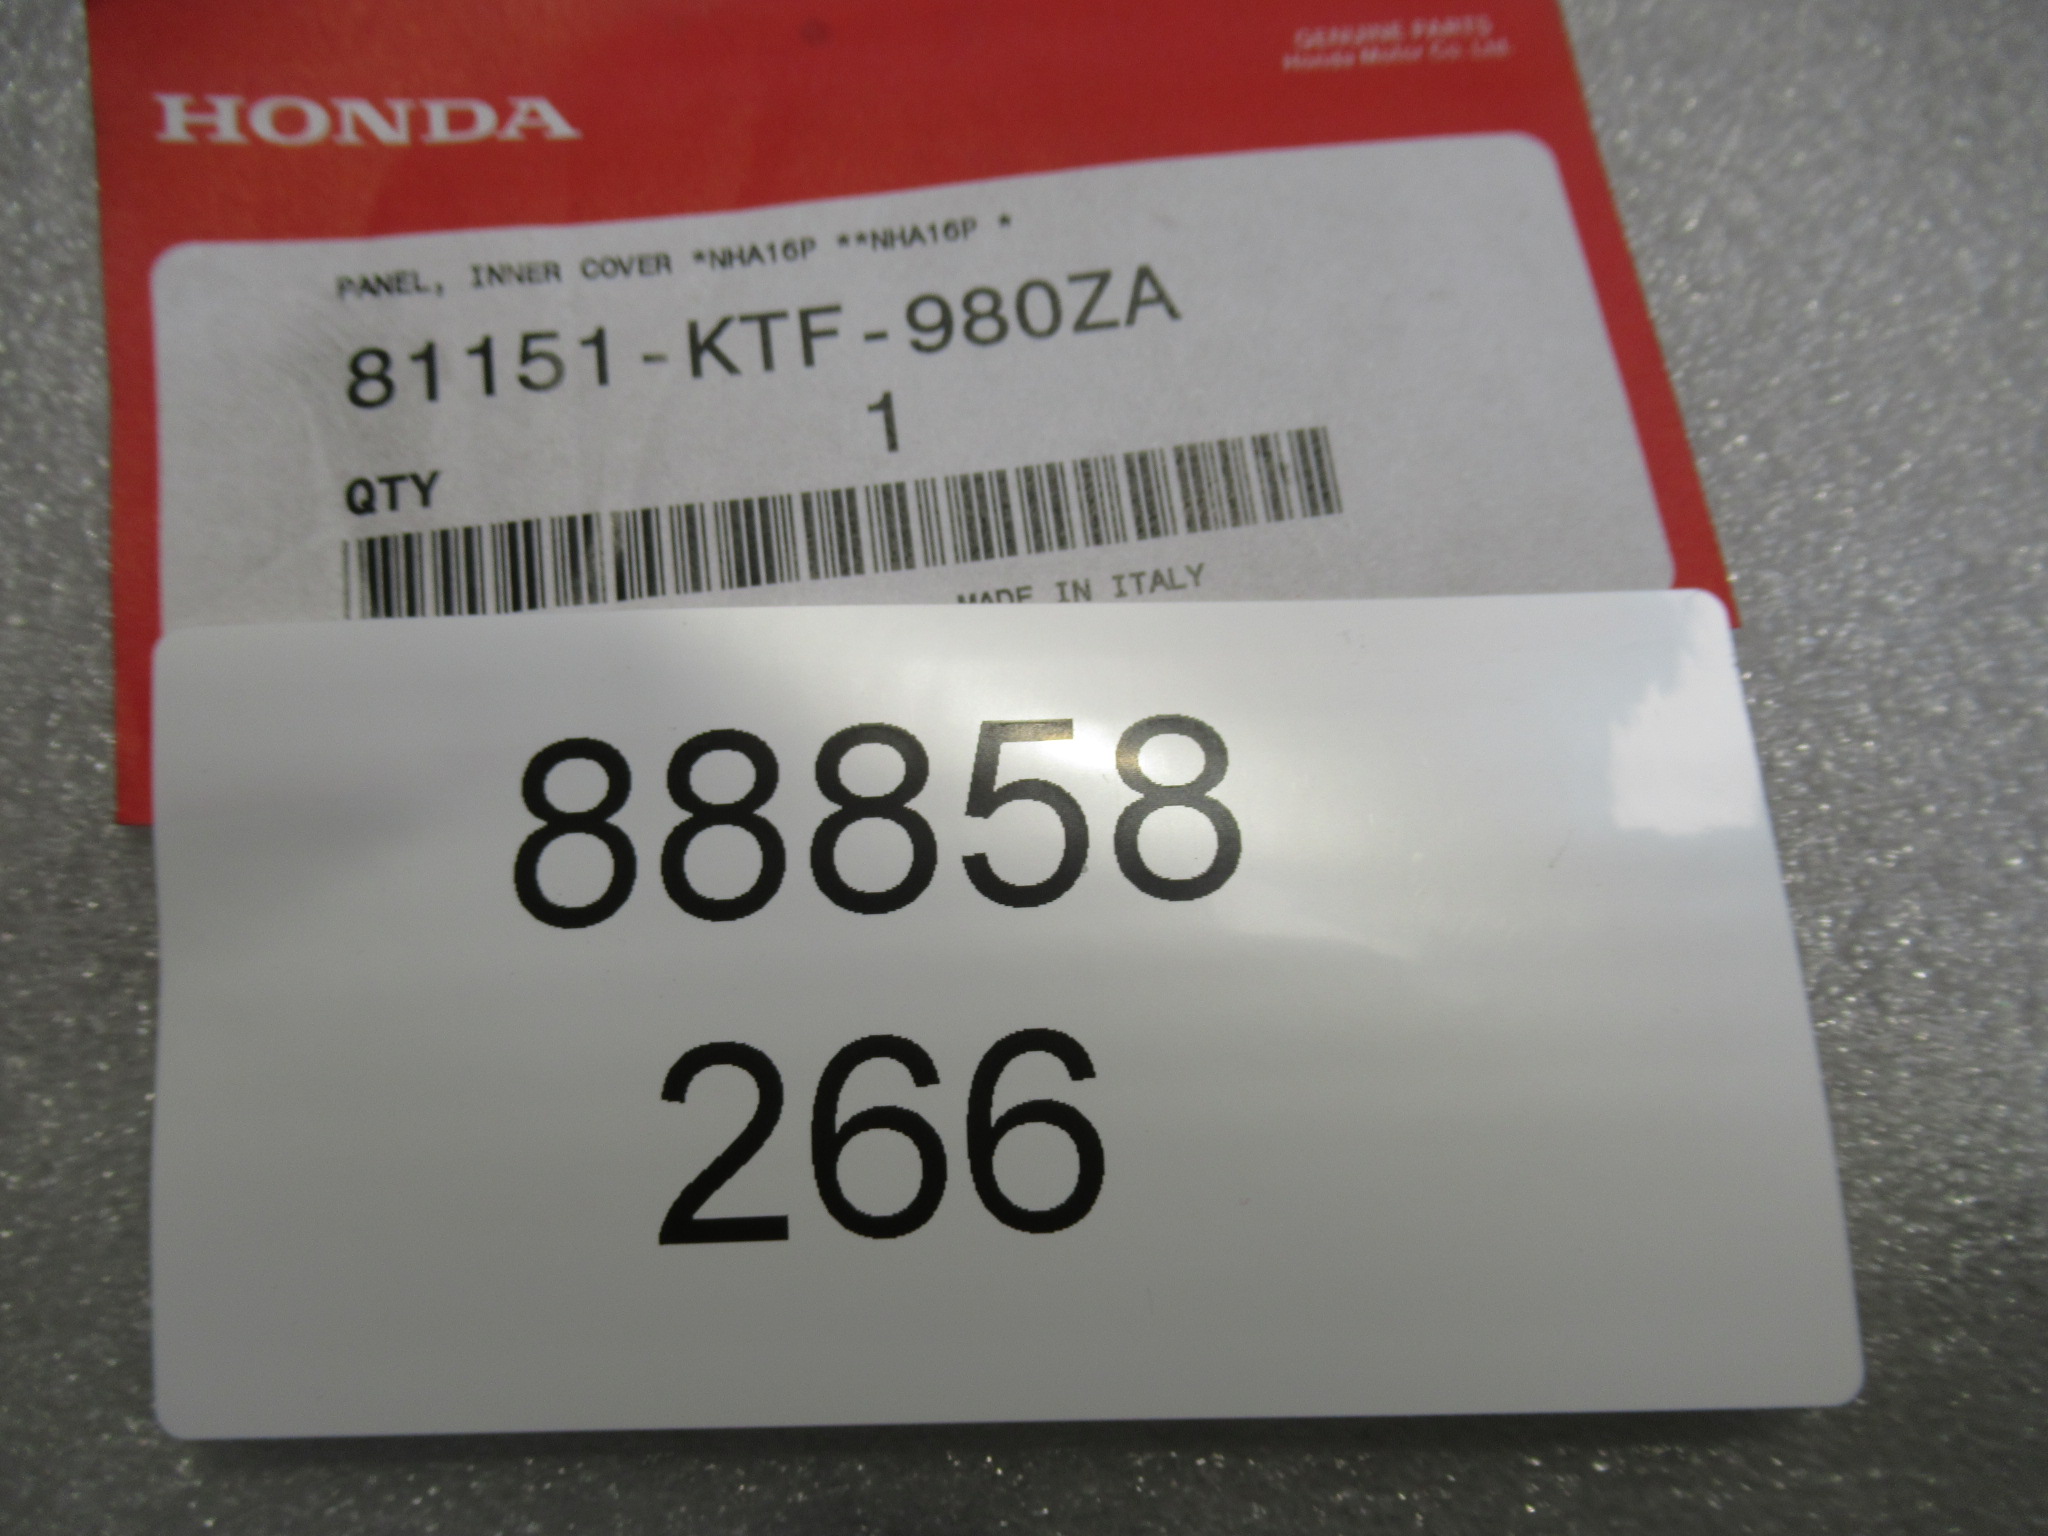 GENUINE PARTS
Honda Motor Co.,Ltd.
HONDA
PANEL, INNER COVER *NHA16P **NHA16P *
81151-KTF-980ZA
1
QTY
MADE IN ITALY
88858
266